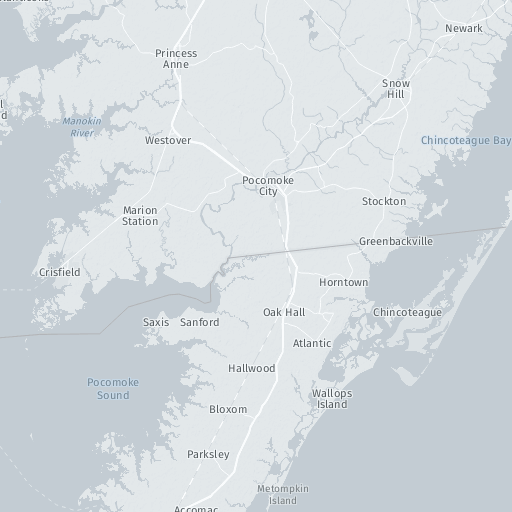 Newark
Princess
Anne
Snow
Hill
Manokin
River
Westover
Chincoteague Bay
Pocomoke
City
Stockton
Marion
Station
Greenbackville
Crisfield
Horntown
Oak Hall
Chincoteague
Saxis
Sanford
Atlantic
Hallwood
Pocomoke
Sound
Wallops
Island
Bloxom
Parksley
Metompkin
Island
Accomac